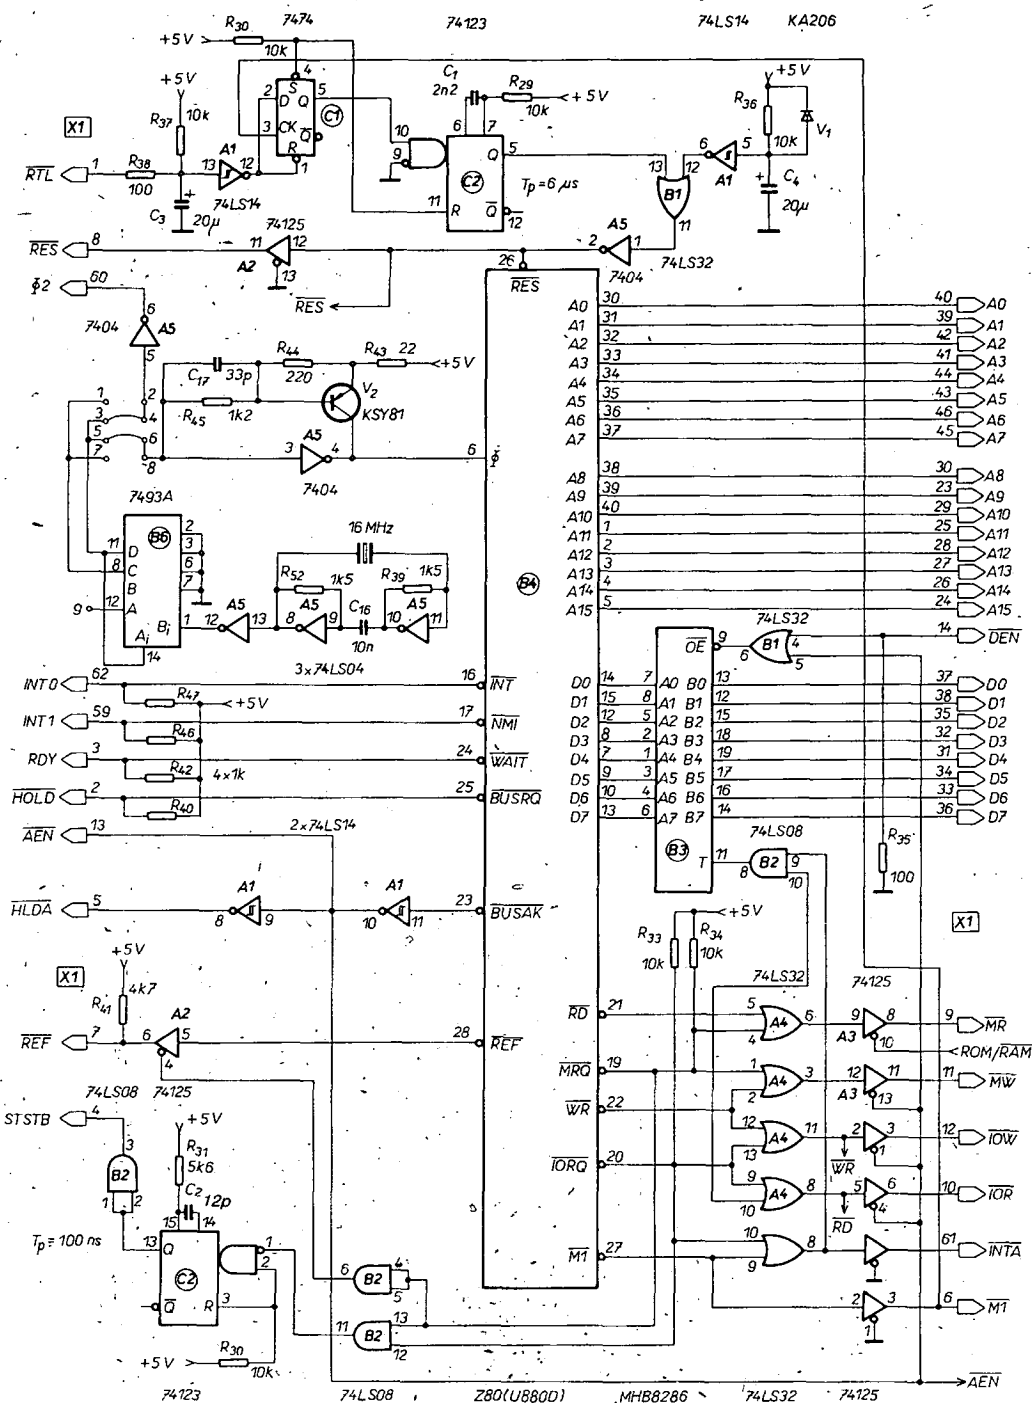 R30 7474 74123 74LS14 KA206
+5V 10k
+5V 10k R37
X1
RTL 1 R38 100 13 A1 12 74LS14
C3 20µ
4 S 2 D Q 5 3 CK Q R 1 C1
C1 2n2 R29 10k +5V
10 9 6 7 Q 5 C2 11 R Q 12 Tp=6 µs
+5V R36 10k V1 C4 20µ
6 A1 5
13 12 B1 11 74LS32
RES 8 11 74125 12 A2 13
RES
2 A5 1 7404
26 RES
Φ2 60 6 7404 A5 5
R44 220 R43 22 +5V
C17 33p V2 KSY81
R45 1k2
1 2
3 4
5 6
7 8
3 A5 4 7404
6 Φ
7493A
B6
11 D 2
8 C 3
B 6
9 12 A 7
Ai Bi 1
14
12 A5 13
16 MHz
R52 1k5 R39 1k5
8 A5 9 C16 10n 10 A5 11
3x74LS04
B4
A0 30 40 A0
A1 31 39 A1
A2 32 42 A2
A3 33 41 A3
A4 34 44 A4
A5 35 43 A5
A6 36 46 A6
A7 37 45 A7
A8 38 30 A8
A9 39 23 A9
A10 40 29 A10
A11 1 25 A11
A12 2 28 A12
A13 3 27 A13
A14 4 26 A14
A15 5 24 A15
74LS32
OE 9 6 B1 4 5 14 DEN
INT0 62 16 INT
R47 +5V
INT1 59 17 NMI
R46
RDY 3 24 WAIT
R42 4x1k
HOLD 2 25 BUSRQ
R40
AEN 13 2x74LS14
D0 14 7 A0 B0 13 37 D0
D1 15 8 A1 B1 12 38 D1
D2 12 5 A2 B2 15 35 D2
D3 8 2 A3 B3 18 32 D3
D4 7 1 A4 B4 19 31 D4
D5 9 3 A5 B5 17 34 D5
D6 10 4 A6 B6 16 33 D6
D7 13 6 A7 B7 14 36 D7
B3 T 11 8 B2 9 10 74LS08
R35 100
HLDA 5 8 A1 9 10 A1 11 23 BUSAK
+5V
R33 10k R34 10k
X1
X1
+5V R41 4k7
74LS32 74125
RD 21 5 4 A4 6 9 A3 8 10 9 MR
ROM/RAM
REF 7 6 A2 5 4 28 REF
74LS08 74125
MRQ 19 1 2 A4 3 12 A3 11 13 11 MW
WR 22 12 13 A4 11 2 3 1 12 IOW
WR
IORQ 20 9 10 A4 8 5 6 4 10 IOR
RD
10 9 8 61 INTA
M1 27 2 3 1 6 M1
STSTB 4 3 B2 1 2
+5V R31 5k6 C2 12p
15 14
Tp=100 ns
13 Q C2 Q R 3 1 2
6 B2 4 5
11 B2 13 12
+5V R30 10k
AEN
74123 74LS08 Z80(U880D) MHB8286 74LS32 74125